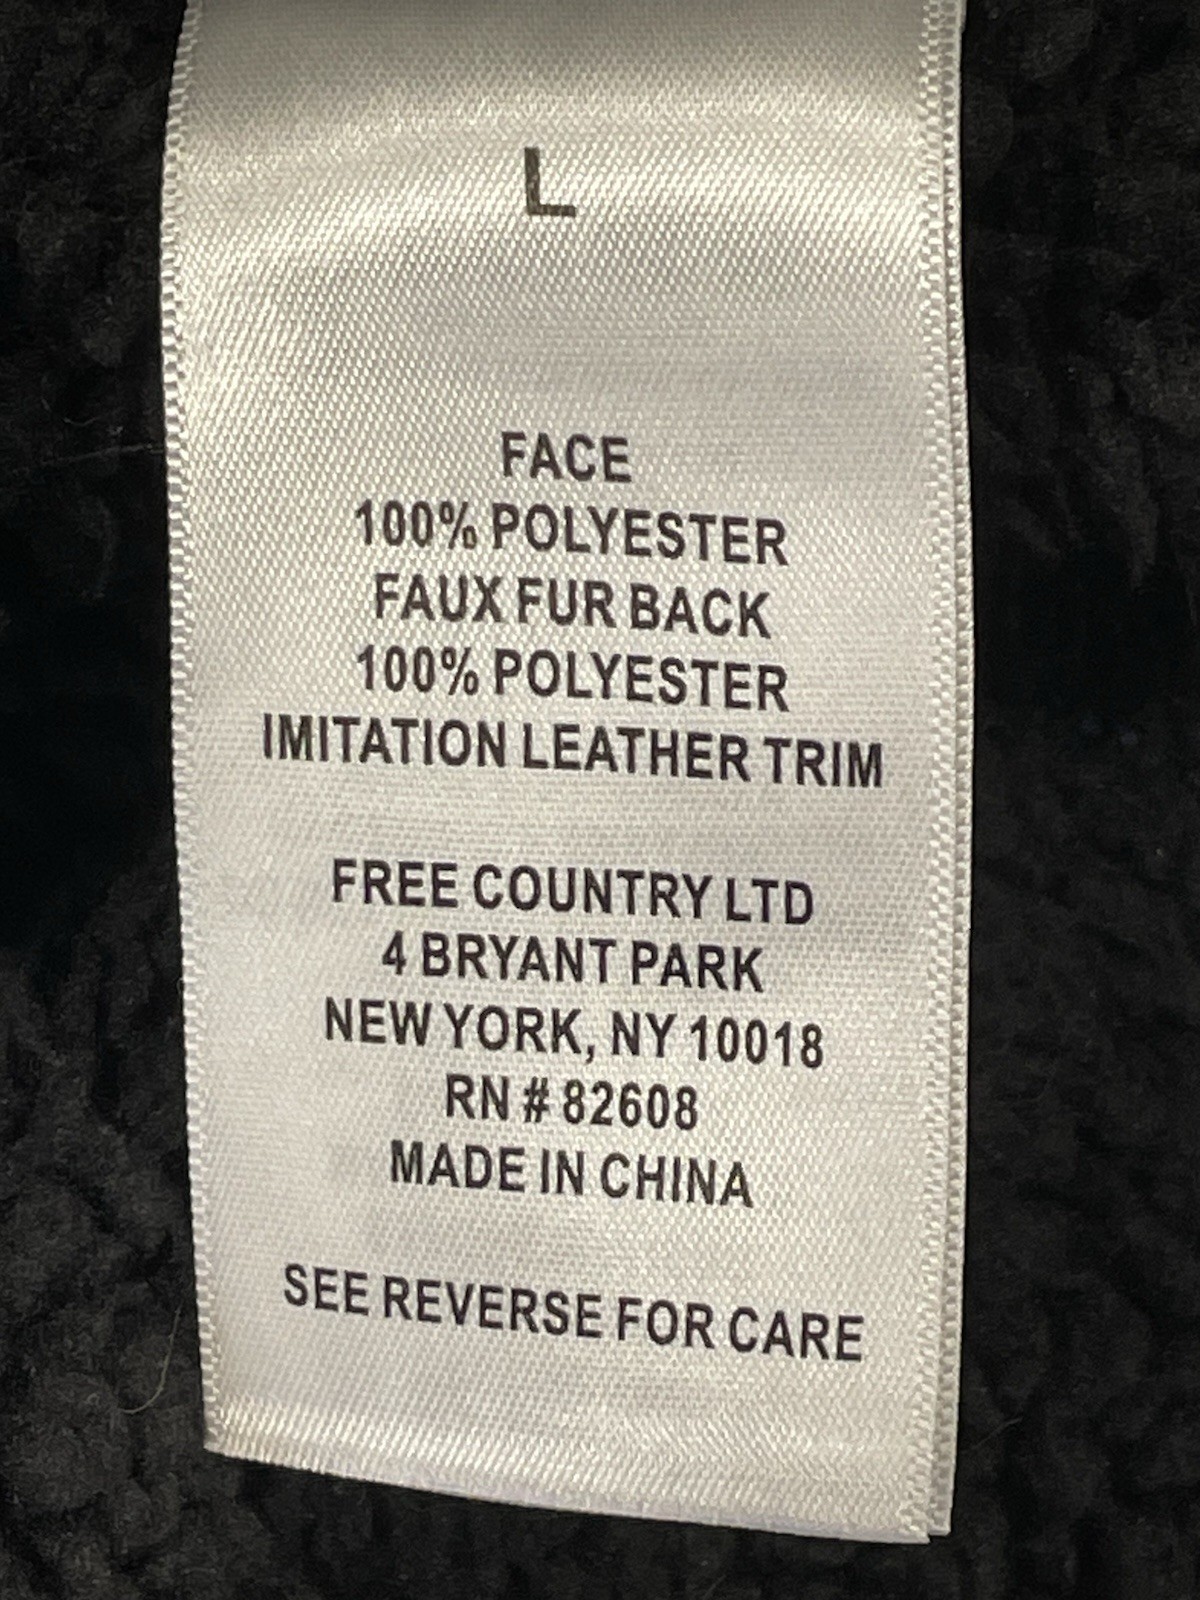 L
FACE
100% POLYESTER
FAUX FUR BACK
100% POLYESTER
IMITATION LEATHER TRIM
FREE COUNTRY LTD
4 BRYANT PARK
NEW YORK, NY 10018
RN # 82608
MADE IN CHINA
SEE REVERSE FOR CARE